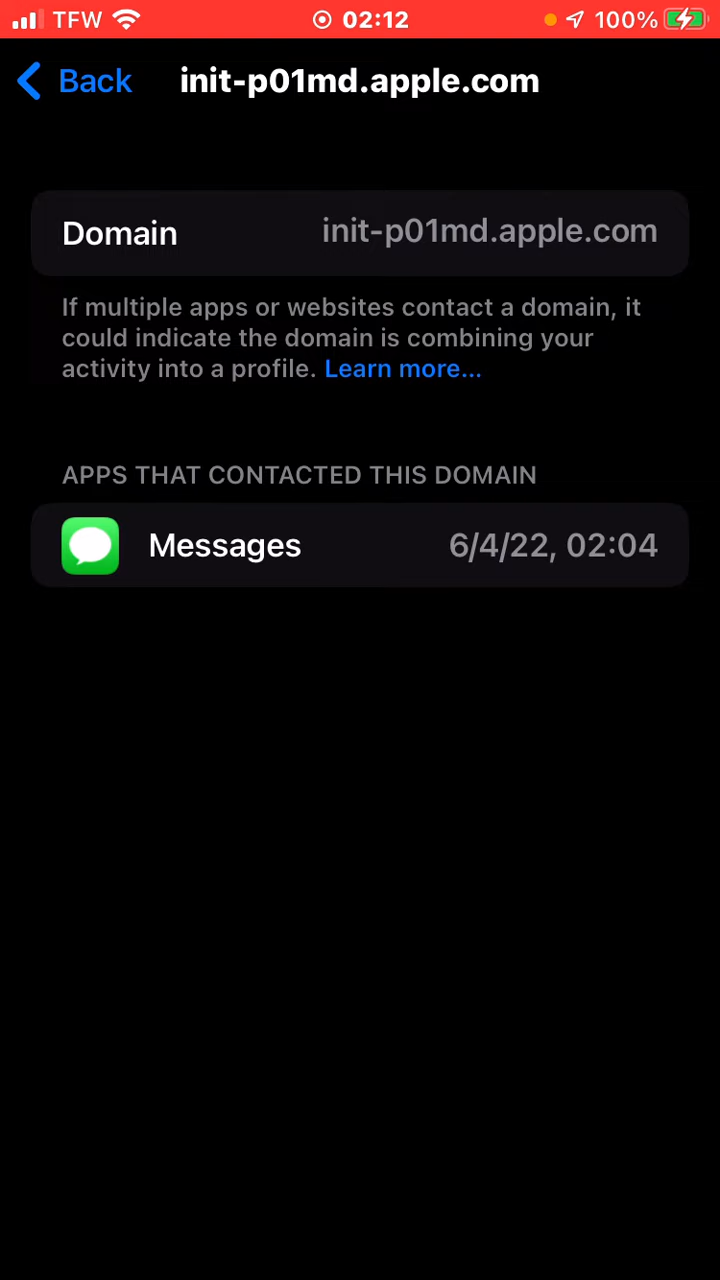 TFW 02:12 100%
Back init-p01md.apple.com
Domain init-p01md.apple.com
If multiple apps or websites contact a domain, it
could indicate the domain is combining your
activity into a profile. Learn more...
APPS THAT CONTACTED THIS DOMAIN
Messages 6/4/22, 02:04